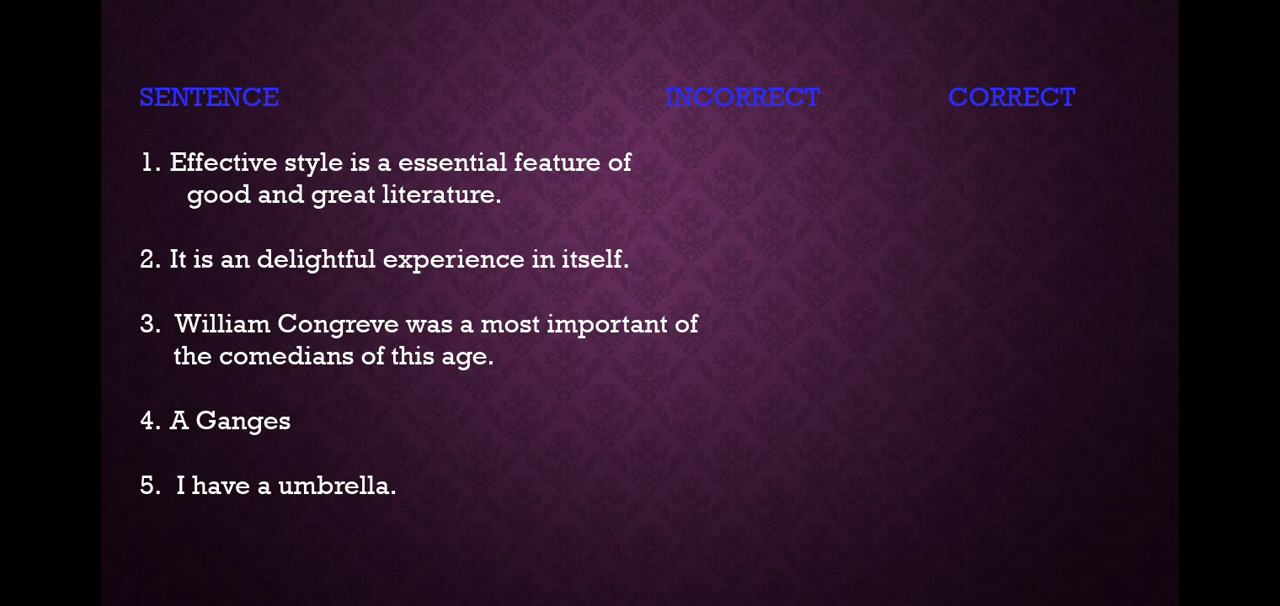 SENTENCE INCORRECT CORRECT
1. Effective style is a essential feature of
good and great literature.
2. It is an delightful experience in itself.
3. William Congreve was a most important of
the comedians of this age.
4. A Ganges
5. I have a umbrella.